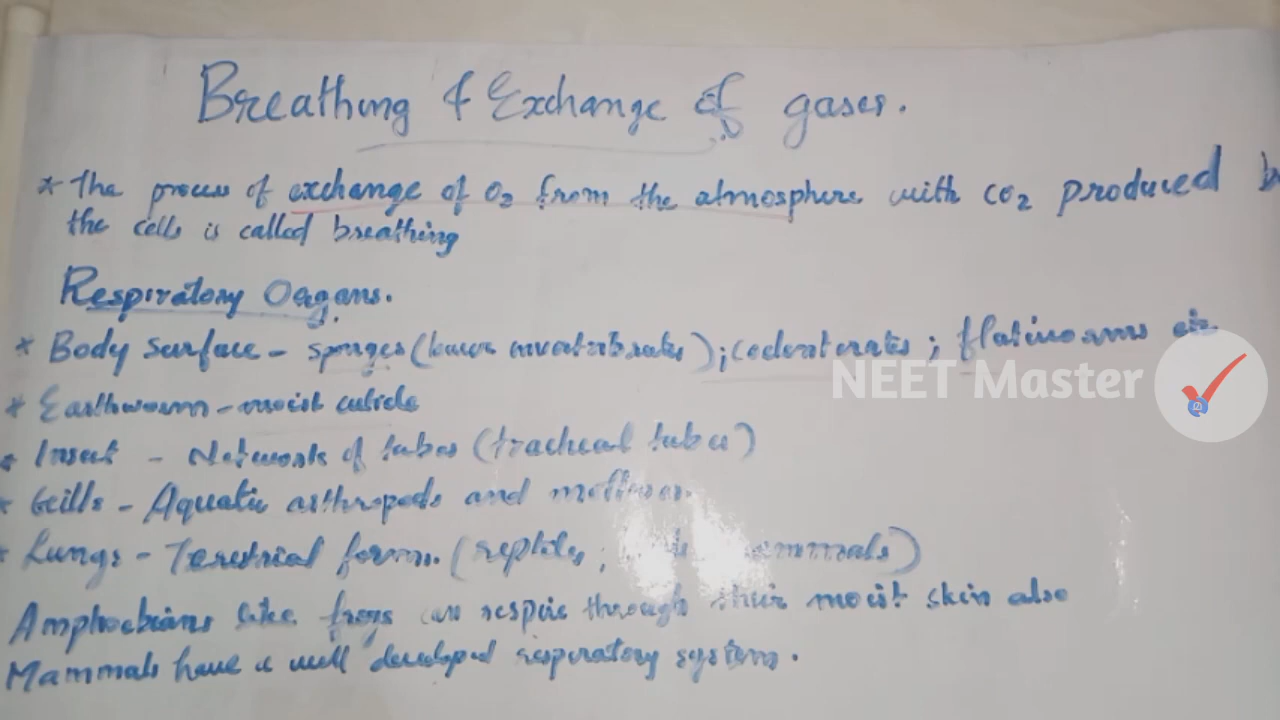 Breathing & Exchange of gases.
* The process of exchange of O2 from the atmosphere with CO2 produced
the cells is called breathing
Respiratory Organs.
* Body surface - sponges (lower invertebrates) ; coelenterates ; flatworms etc
NEET Master
* Earthworm - moist cuticle
* Insect - Network of tubes (tracheal tubes)
* Gills - Aquatic arthropods and molluscs.
* Lungs - Terestrial forms. (reptiles, mammals)
Amphoebians like frogs can respire through their moist skin also
Mammals have a well developed respiratory system.